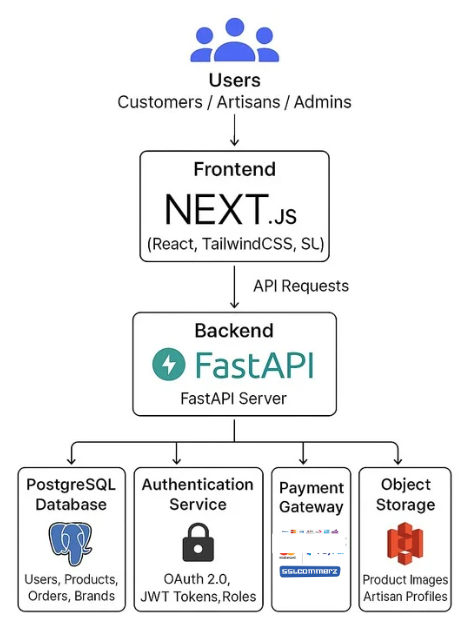 Users
Customers / Artisans / Admins
Frontend
NEXT.JS
(React, TailwindCSS, SL)
API Requests
Backend
FastAPI
FastAPI Server
PostgreSQL
Database
Users, Products,
Orders, Brands
Authentication
Service
OAuth 2.0,
JWT Tokens, Roles
Payment
Gateway
sslcommerz
Object
Storage
Product Images
Artisan Profiles